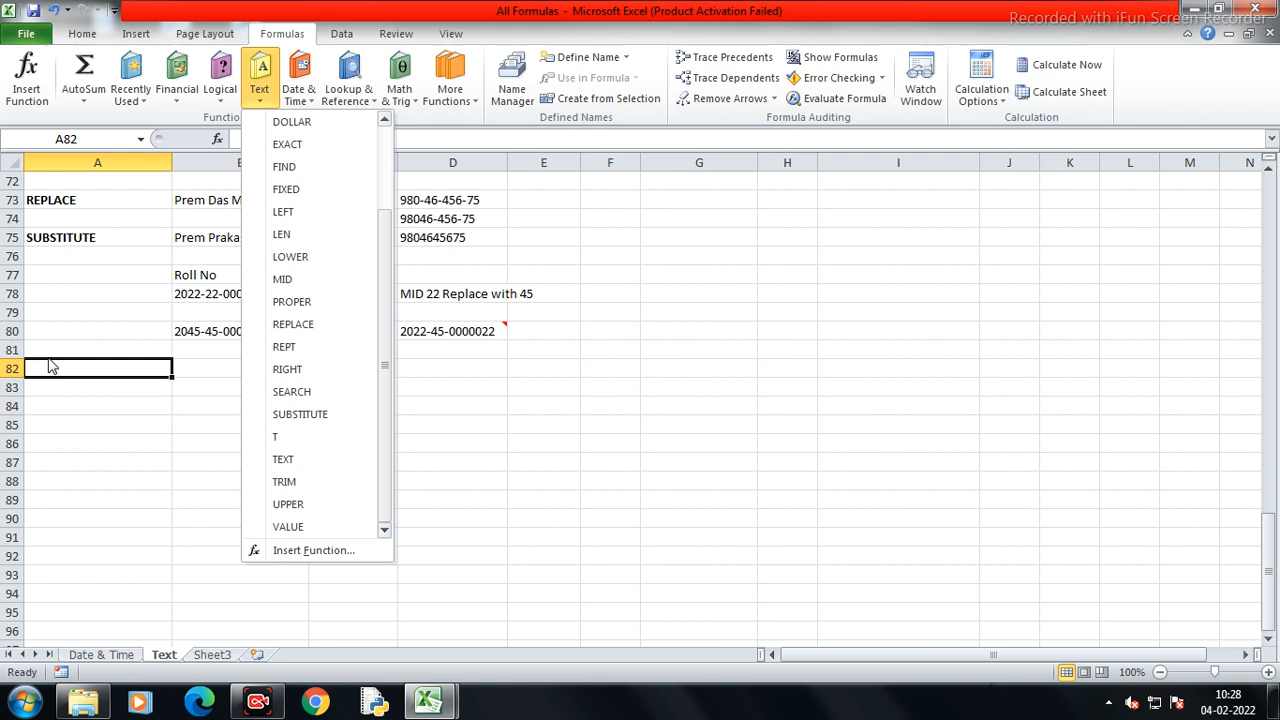 All Formulas - Microsoft Excel (Product Activation Failed)
Recorded with iFun Screen Recorder
File Home Insert Page Layout Formulas Data Review View
Insert Function
AutoSum
Recently Used
Financial
Logical
Text
Date & Time
Lookup & Reference
Math & Trig
More Functions
Name Manager
Define Name
Use in Formula
Create from Selection
Defined Names
Trace Precedents
Trace Dependents
Remove Arrows
Show Formulas
Error Checking
Evaluate Formula
Formula Auditing
Watch Window
Calculation Options
Calculate Now
Calculate Sheet
Calculation
A82
fx
A D E F G H I J K L M N
72
73 REPLACE Prem Das M 980-46-456-75
74 98046-456-75
75 SUBSTITUTE Prem Praka 9804645675
76
77 Roll No
78 2022-22-000 MID 22 Replace with 45
79
80 2045-45-000 2022-45-0000022
81
82
83
84
85
86
87
88
89
90
91
92
93
94
95
96
DOLLAR
EXACT
FIND
FIXED
LEFT
LEN
LOWER
MID
PROPER
REPLACE
REPT
RIGHT
SEARCH
SUBSTITUTE
T
TEXT
TRIM
UPPER
VALUE
fx Insert Function...
Date & Time Text Sheet3
Ready 100%
10:28
04-02-2022